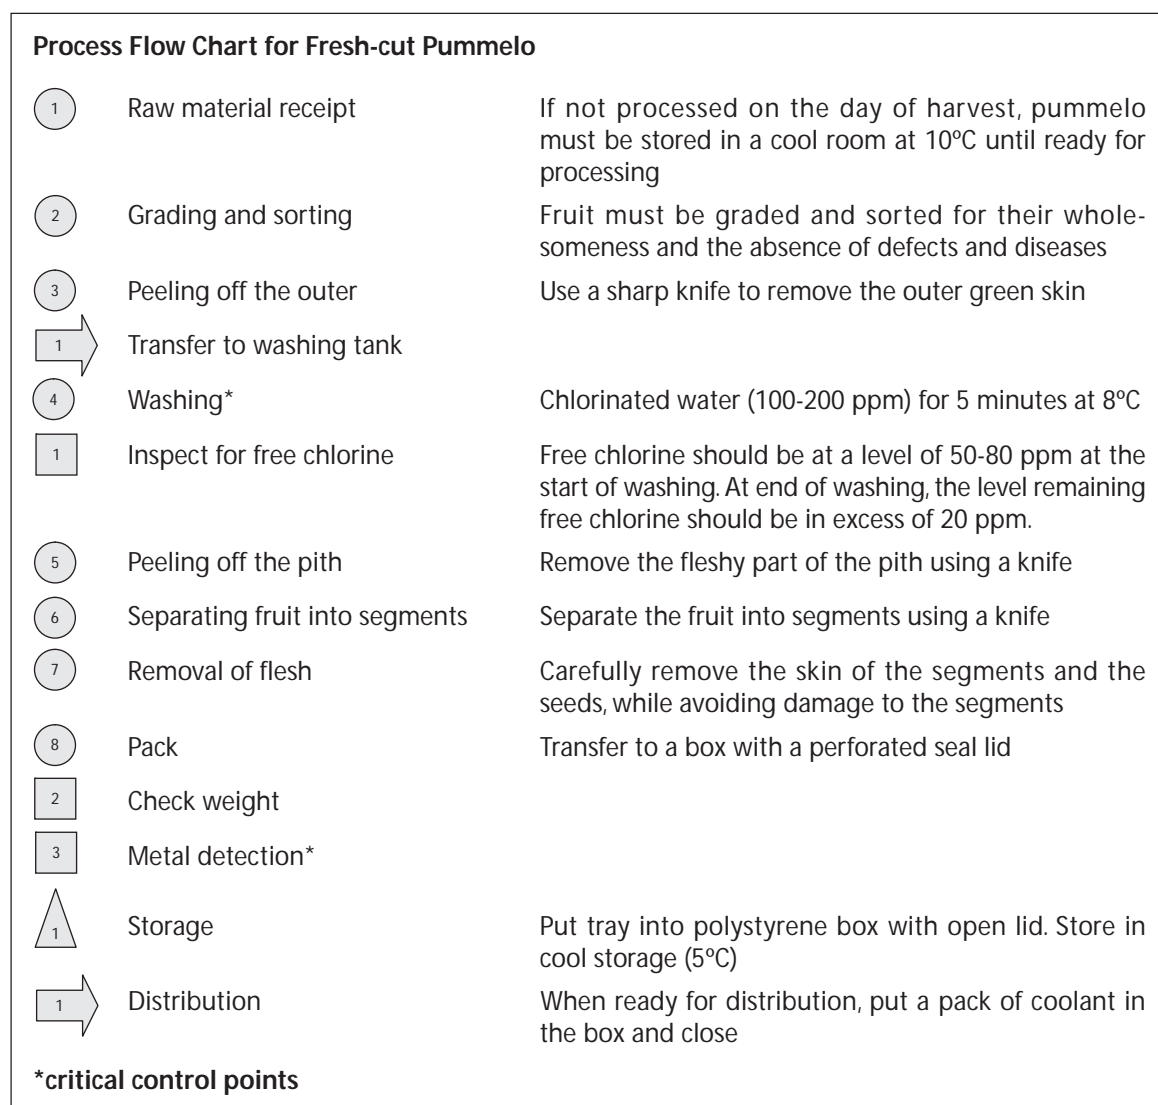 Process Flow Chart for Fresh-cut Pummelo
1 Raw material receipt If not processed on the day of harvest, pummelo
must be stored in a cool room at 10ºC until ready for
processing
2 Grading and sorting Fruit must be graded and sorted for their whole-
someness and the absence of defects and diseases
3 Peeling off the outer Use a sharp knife to remove the outer green skin
1 Transfer to washing tank
4 Washing* Chlorinated water (100-200 ppm) for 5 minutes at 8ºC
1 Inspect for free chlorine Free chlorine should be at a level of 50-80 ppm at the
start of washing. At end of washing, the level remaining
free chlorine should be in excess of 20 ppm.
5 Peeling off the pith Remove the fleshy part of the pith using a knife
6 Separating fruit into segments Separate the fruit into segments using a knife
7 Removal of flesh Carefully remove the skin of the segments and the
seeds, while avoiding damage to the segments
8 Pack Transfer to a box with a perforated seal lid
2 Check weight
3 Metal detection*
1 Storage Put tray into polystyrene box with open lid. Store in
cool storage (5ºC)
1 Distribution When ready for distribution, put a pack of coolant in
the box and close
*critical control points